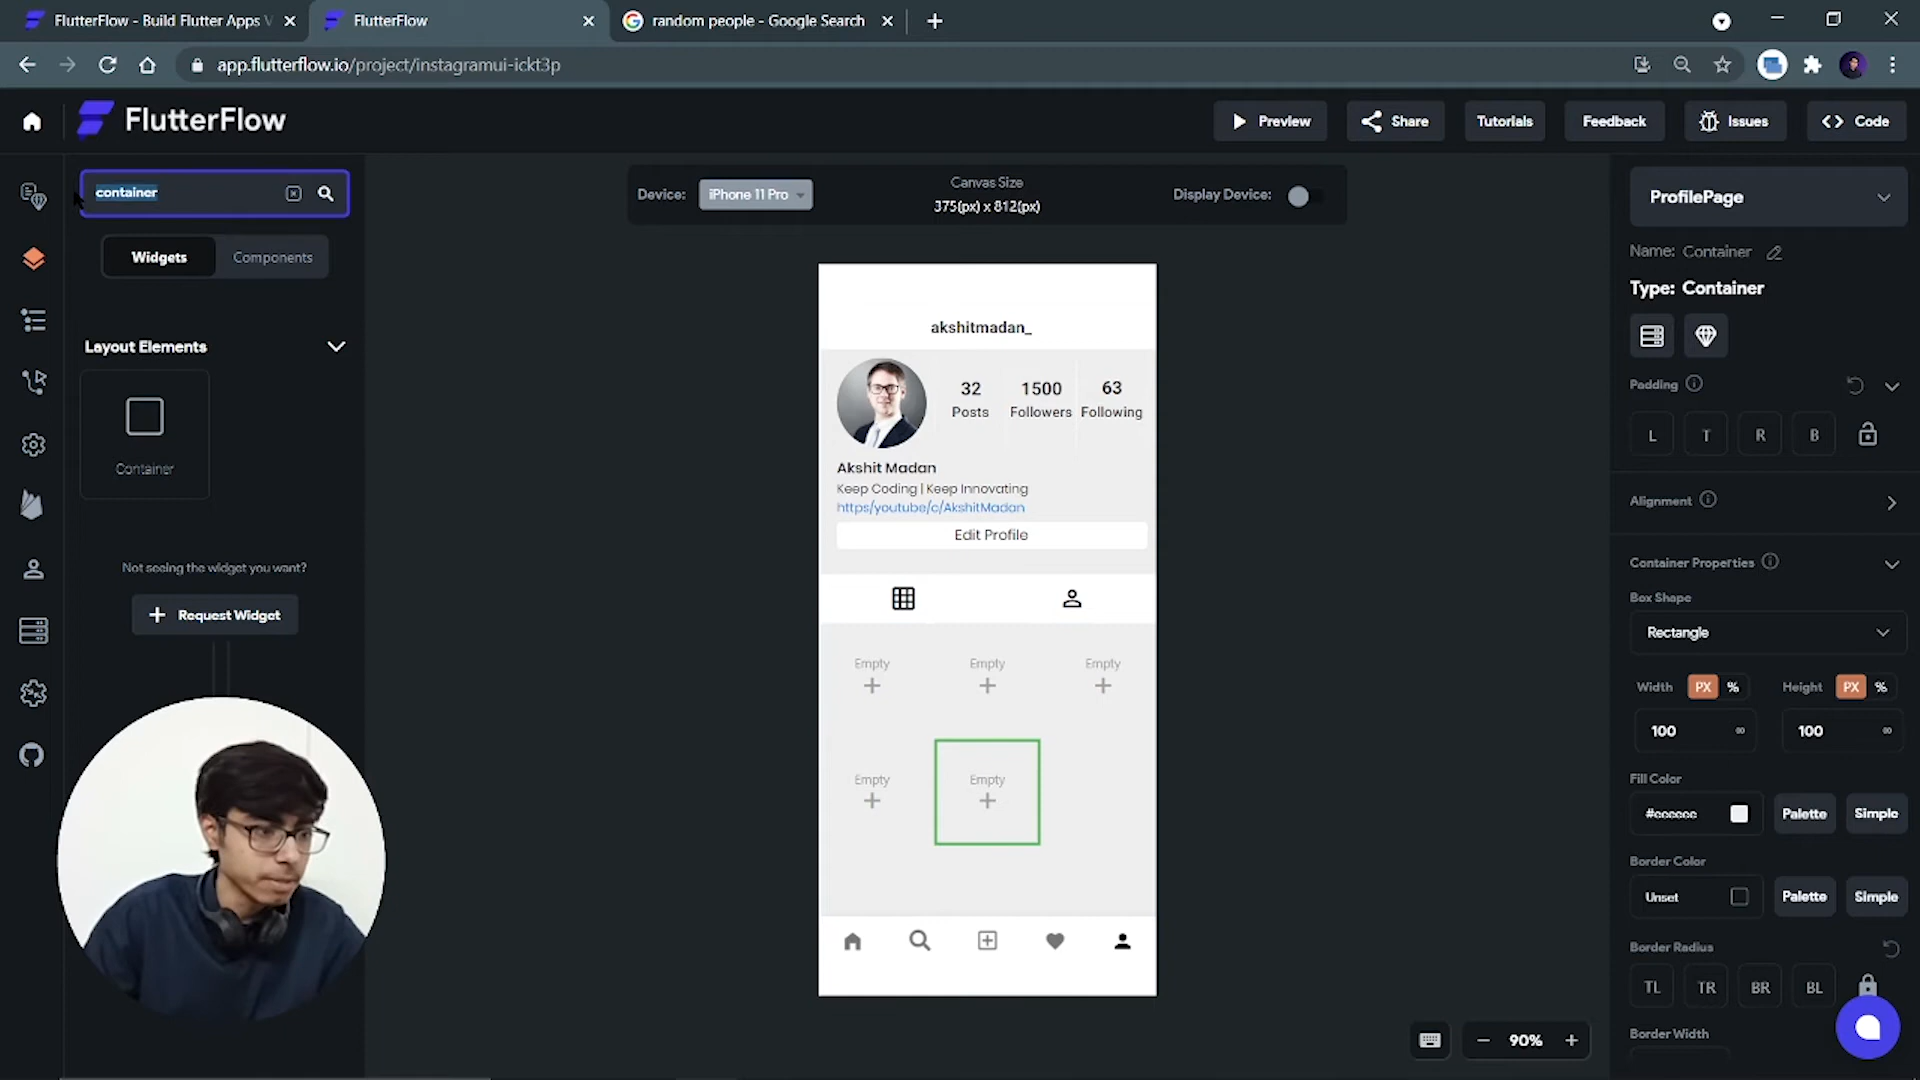 FlutterFlow - Build Flutter Apps V
FlutterFlow
random people - Google Search
app.flutterflow.io/project/instagramui-ickt3p
FlutterFlow
Preview
Share
Tutorials
Feedback
Issues
Code
container
Widgets
Components
Layout Elements
Container
Not seeing the widget you want?
Request Widget
Device:
iPhone 11 Pro
Canvas Size
375(px) x 812(px)
Display Device:
akshitmadan_
32
1500
63
Posts
Followers
Following
Akshit Madan
Keep Coding | Keep Innovating
https/youtube/c/AkshitMadan
Edit Profile
Empty
Empty
Empty
Empty
Empty
90%
ProfilePage
Name: Container
Type: Container
Padding
L
T
R
B
Alignment
Container Properties
Box Shape
Rectangle
Width
PX
%
Height
PX
%
100
100
Fill Color
Palette
Simple
Border Color
Unset
Palette
Simple
Border Radius
TL
TR
BR
BL
Border Width